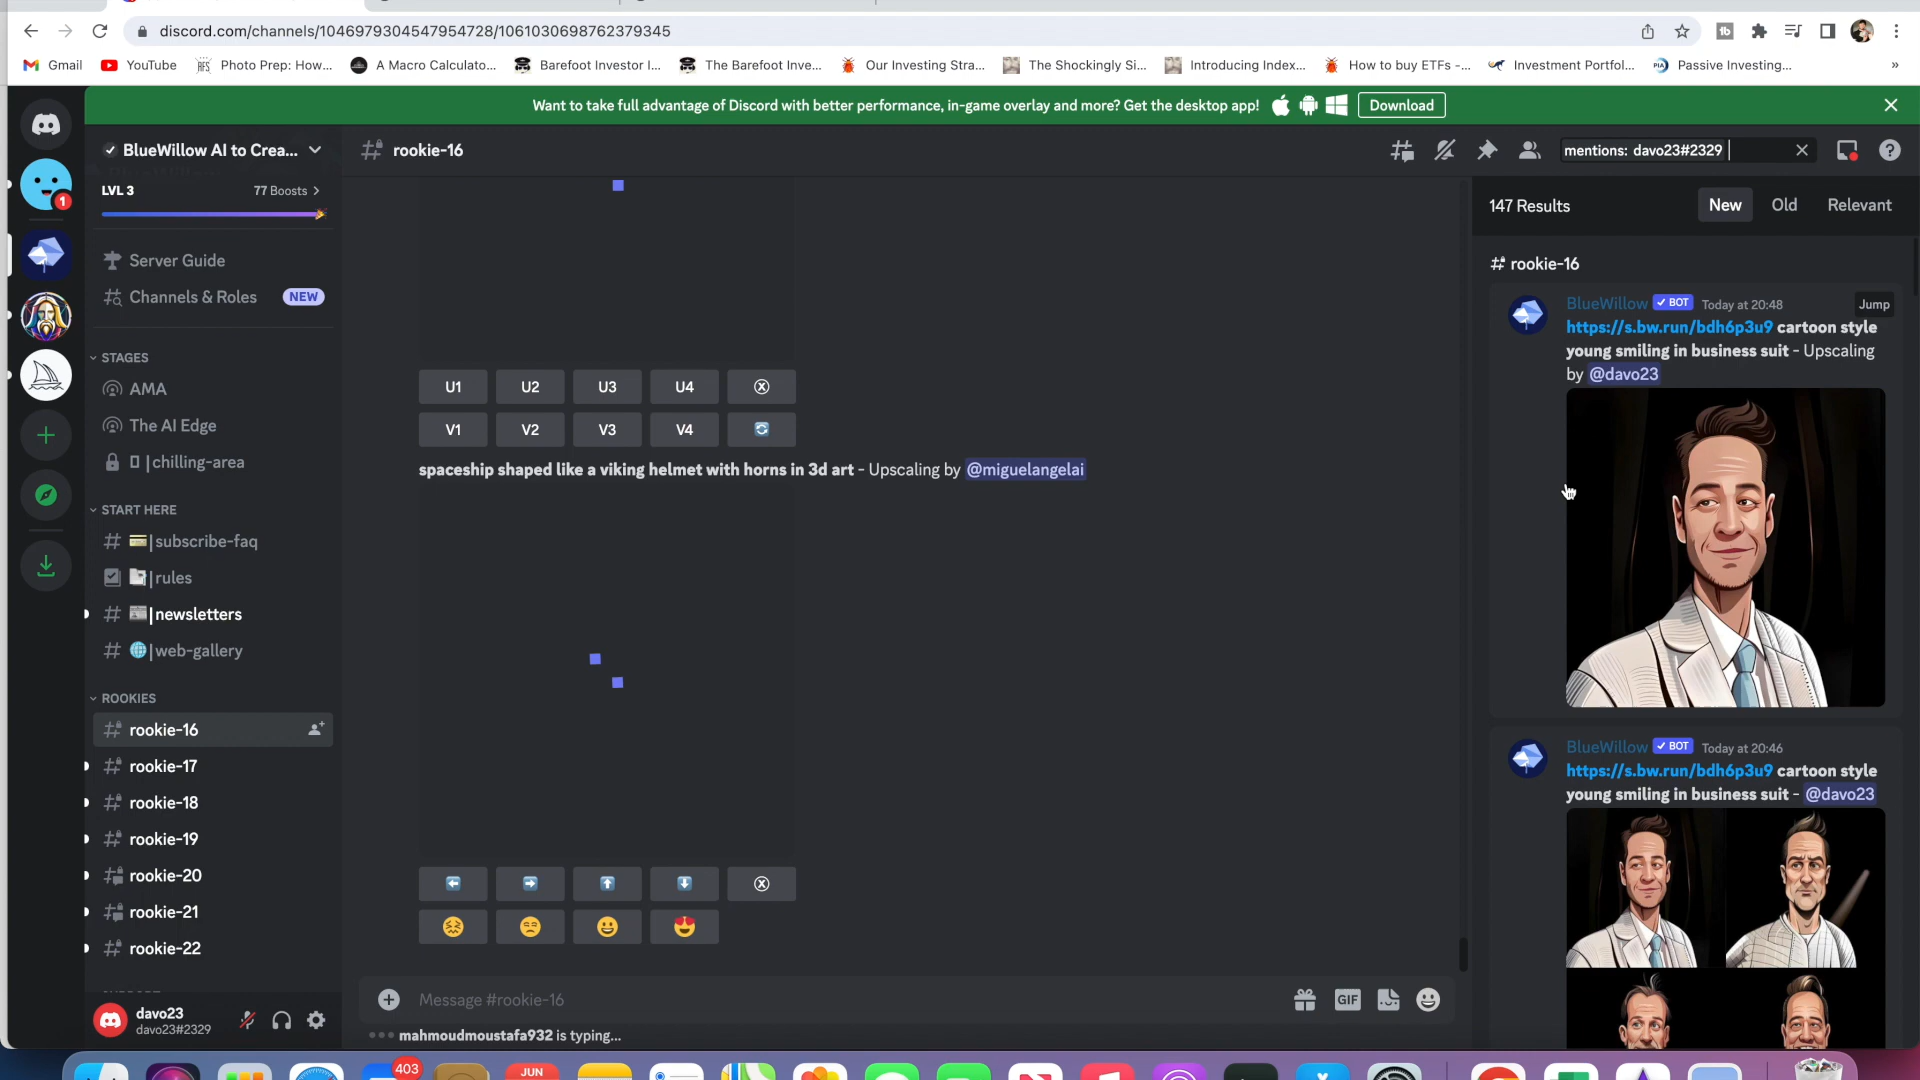 discord.com/channels/1046979304547954728/1061030698762379345
Gmail
YouTube
Photo Prep: How...
A Macro Calculato...
Barefoot Investor I...
The Barefoot Inve...
Our Investing Stra...
The Shockingly Si...
Introducing Index...
How to buy ETFs -...
Investment Portfol...
Passive Investing...
»
Want to take full advantage of Discord with better performance, in-game overlay and more? Get the desktop app!
Download
BlueWillow AI to Crea...
LVL 3
77 Boosts
Server Guide
Channels & Roles
NEW
STAGES
AMA
The AI Edge
|chilling-area
START HERE
|subscribe-faq
|rules
|newsletters
|web-gallery
ROOKIES
rookie-16
rookie-17
rookie-18
rookie-19
rookie-20
rookie-21
rookie-22
davo23
davo23#2329
1
rookie-16
mentions: davo23#2329
U1 U2 U3 U4
V1 V2 V3 V4
spaceship shaped like a viking helmet with horns in 3d art - Upscaling by @miguelangelai
Message #rookie-16
GIF
mahmoudmoustafa932 is typing...
147 Results
New
Old
Relevant
rookie-16
BlueWillow BOT Today at 20:48
Jump
https://s.bw.run/bdh6p3u9 cartoon style
young smiling in business suit - Upscaling
by @davo23
BlueWillow BOT Today at 20:46
https://s.bw.run/bdh6p3u9 cartoon style
young smiling in business suit - @davo23
403
JUN